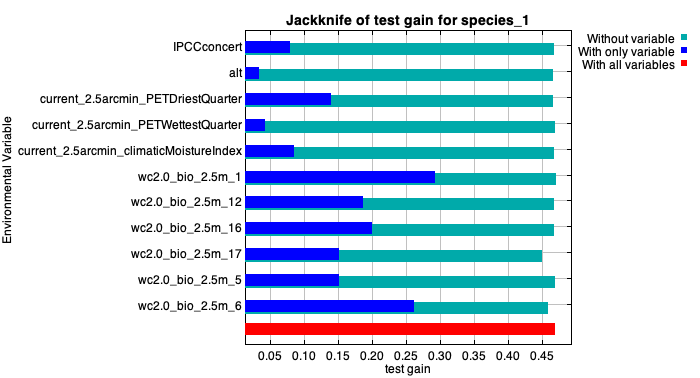 Jackknife of test gain for species_1
Without variable
With only variable
With all variables
Environmental Variable
IPCCconcert
alt
current_2.5arcmin_PETDriestQuarter
current_2.5arcmin_PETWettestQuarter
current_2.5arcmin_climaticMoistureIndex
wc2.0_bio_2.5m_1
wc2.0_bio_2.5m_12
wc2.0_bio_2.5m_16
wc2.0_bio_2.5m_17
wc2.0_bio_2.5m_5
wc2.0_bio_2.5m_6
0.05 0.10 0.15 0.20 0.25 0.30 0.35 0.40 0.45
test gain